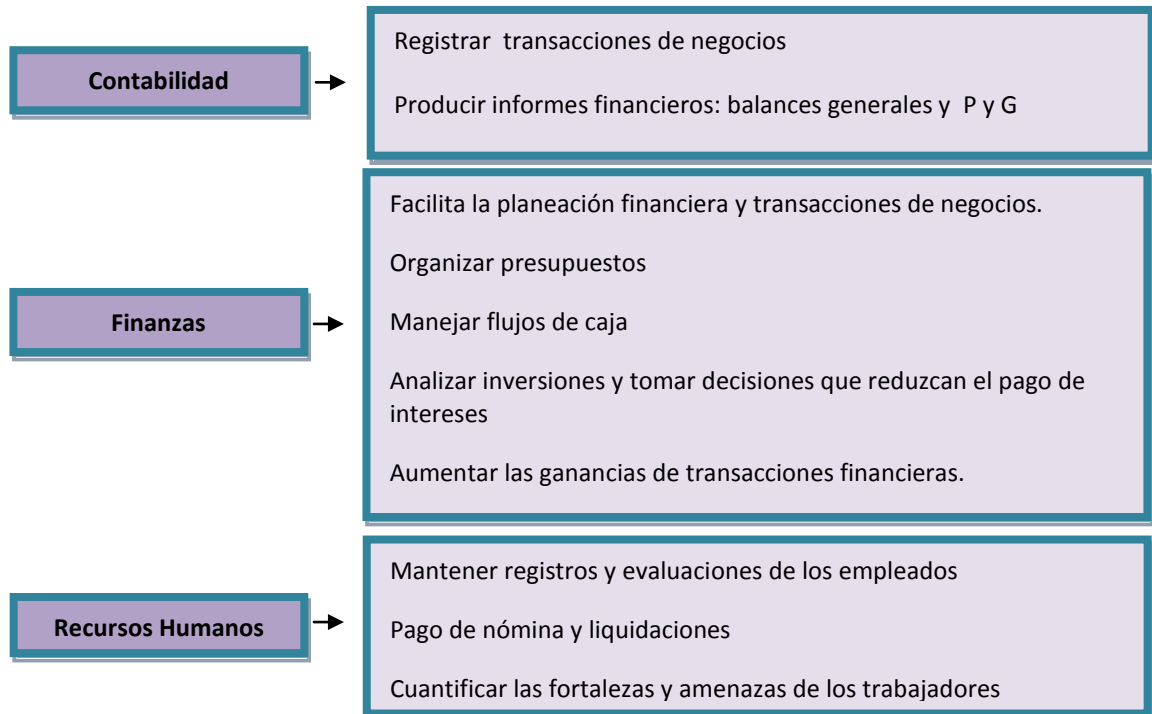 Contabilidad
Registrar  transacciones de negocios
Producir informes financieros: balances generales y  P y G
Finanzas
Facilita la planeación financiera y transacciones de negocios.
Organizar presupuestos
Manejar flujos de caja
Analizar inversiones y tomar decisiones que reduzcan el pago de
intereses
Aumentar las ganancias de transacciones financieras.
Recursos Humanos
Mantener registros y evaluaciones de los empleados
Pago de nómina y liquidaciones
Cuantificar las fortalezas y amenazas de los trabajadores